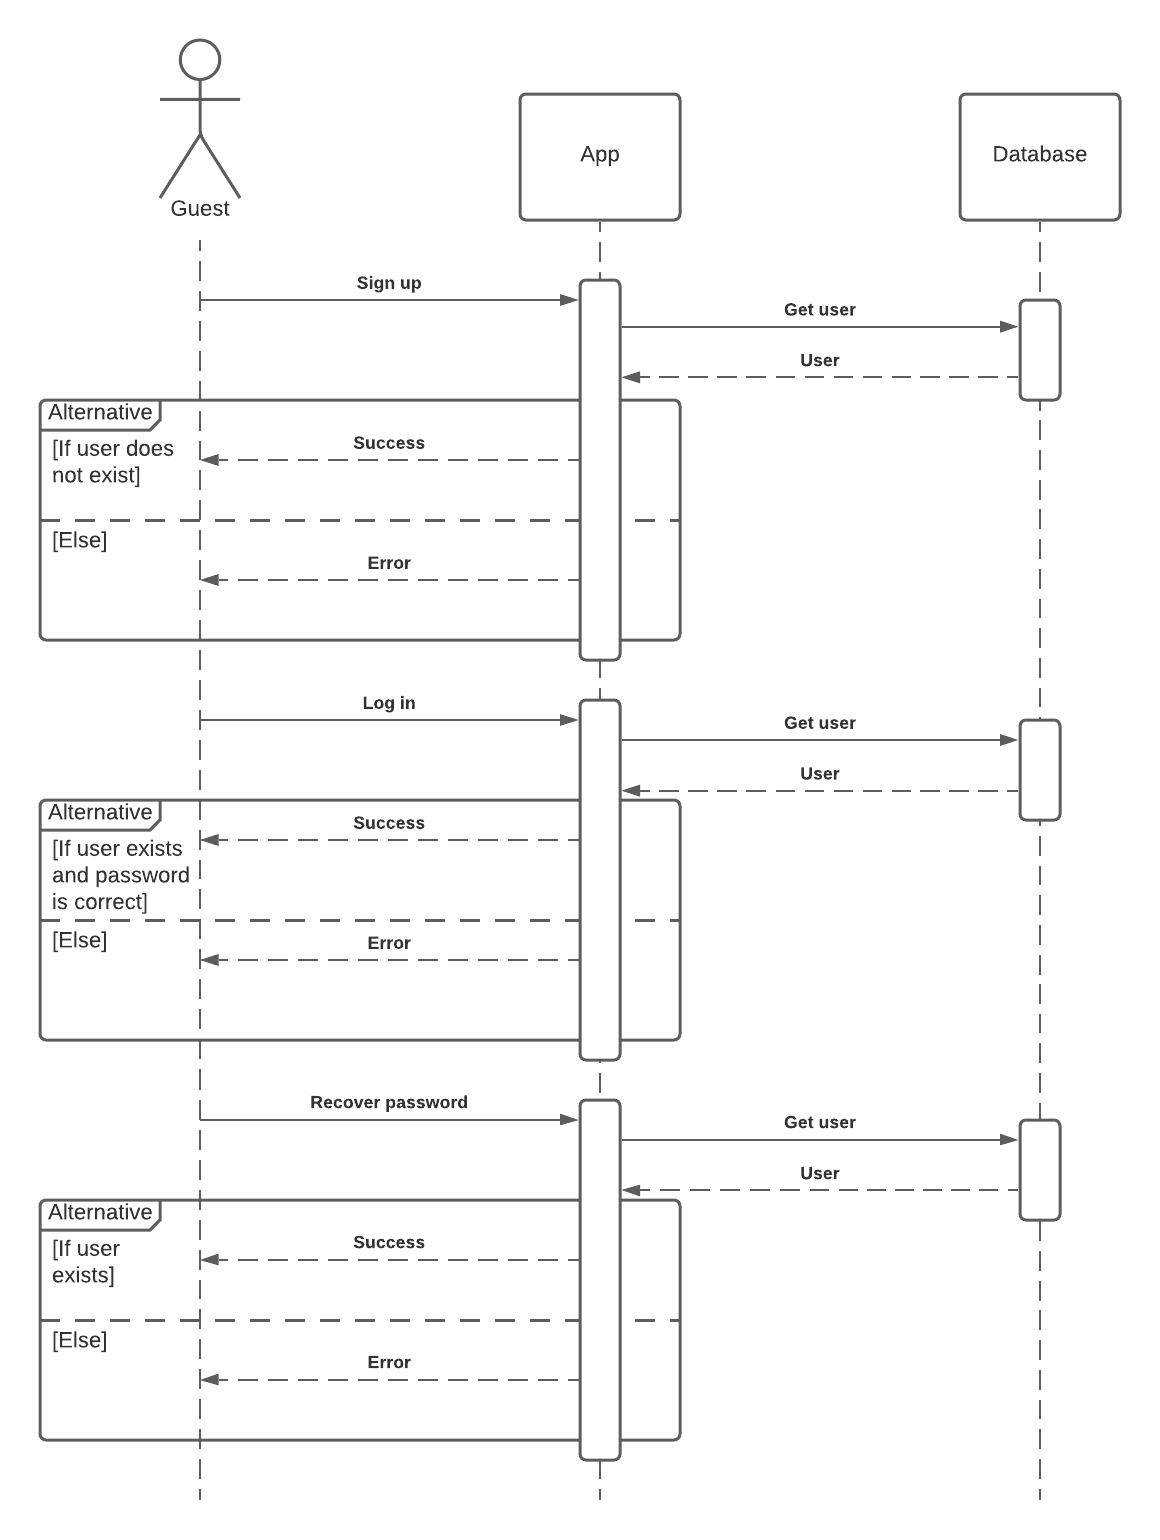 Guest
App
Database
Sign up
Get user
User
Alternative
[If user does
not exist]
Success
[Else]
Error
Log in
Get user
User
Alternative
[If user exists
and password
is correct]
Success
[Else]
Error
Recover password
Get user
User
Alternative
[If user
exists]
Success
[Else]
Error